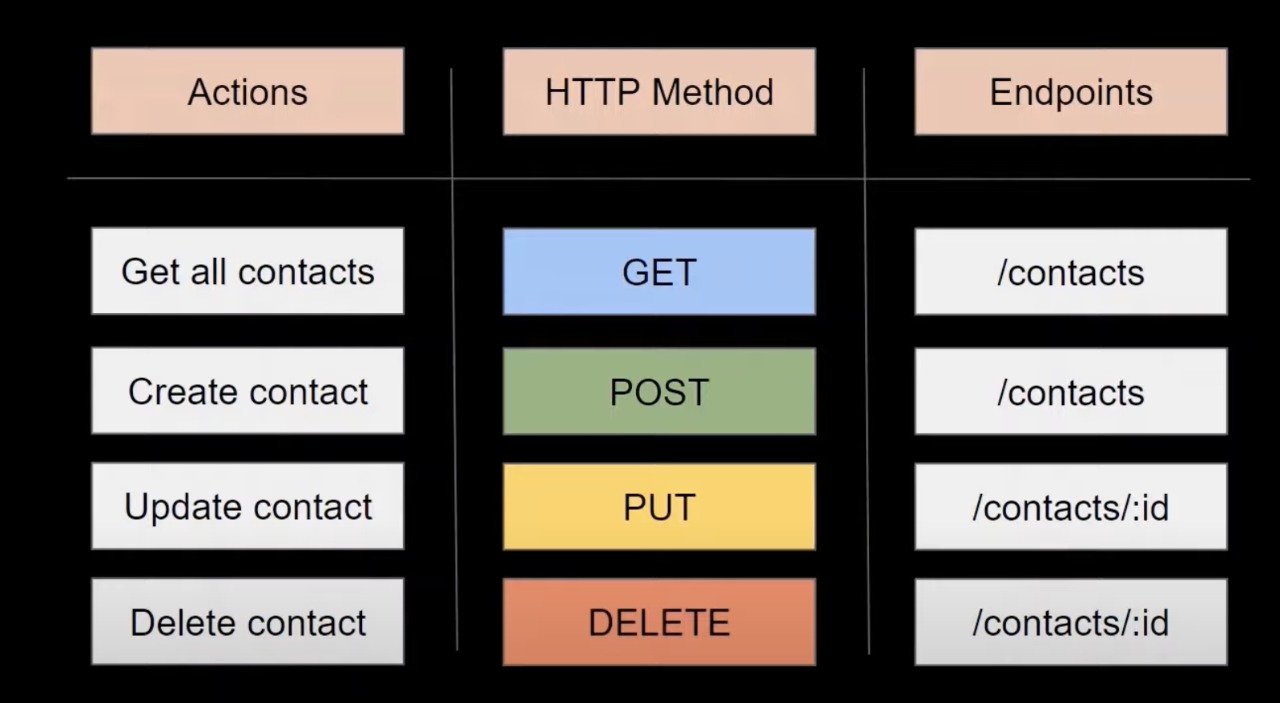 Actions
HTTP Method
Endpoints
Get all contacts
GET
/contacts
Create contact
POST
/contacts
Update contact
PUT
/contacts/:id
Delete contact
DELETE
/contacts/:id